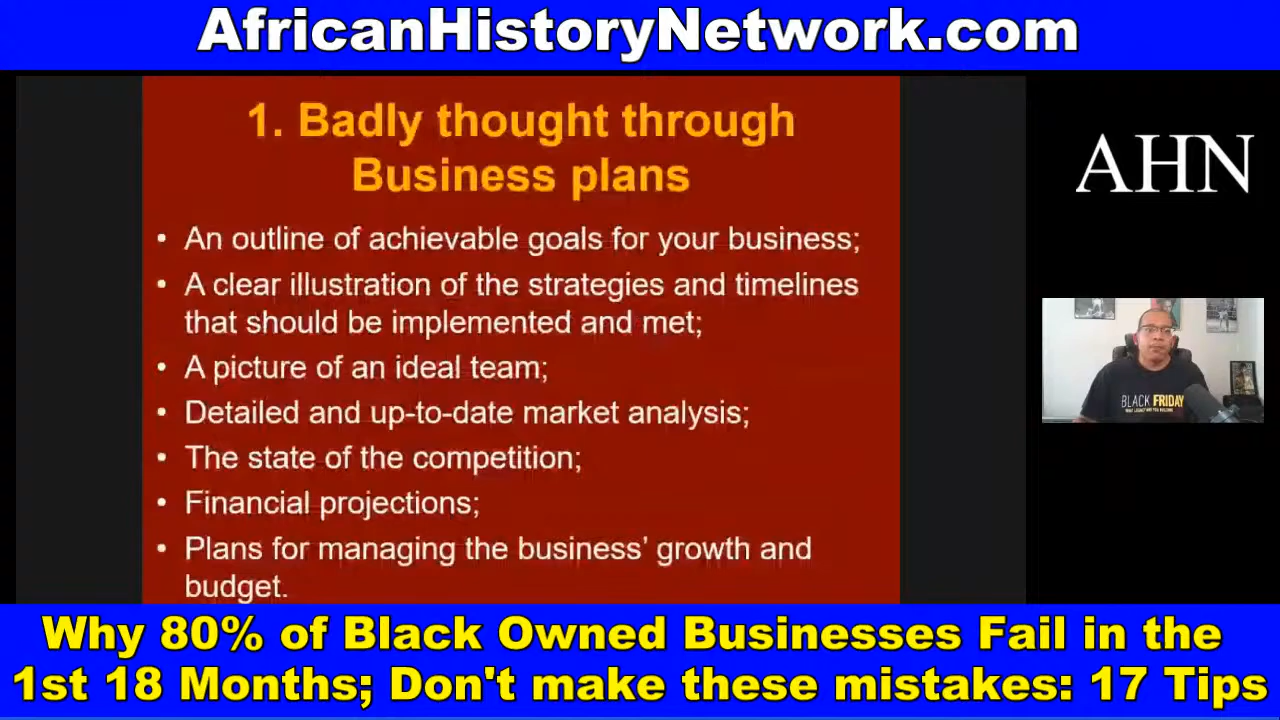 AfricanHistoryNetwork.com
1. Badly thought through
Business plans
• An outline of achievable goals for your business;
• A clear illustration of the strategies and timelines
that should be implemented and met;
• A picture of an ideal team;
• Detailed and up-to-date market analysis;
• The state of the competition;
• Financial projections;
• Plans for managing the business’ growth and
budget.
AHN
BLACK FRIDAY
Why 80% of Black Owned Businesses Fail in the
1st 18 Months; Don't make these mistakes: 17 Tips